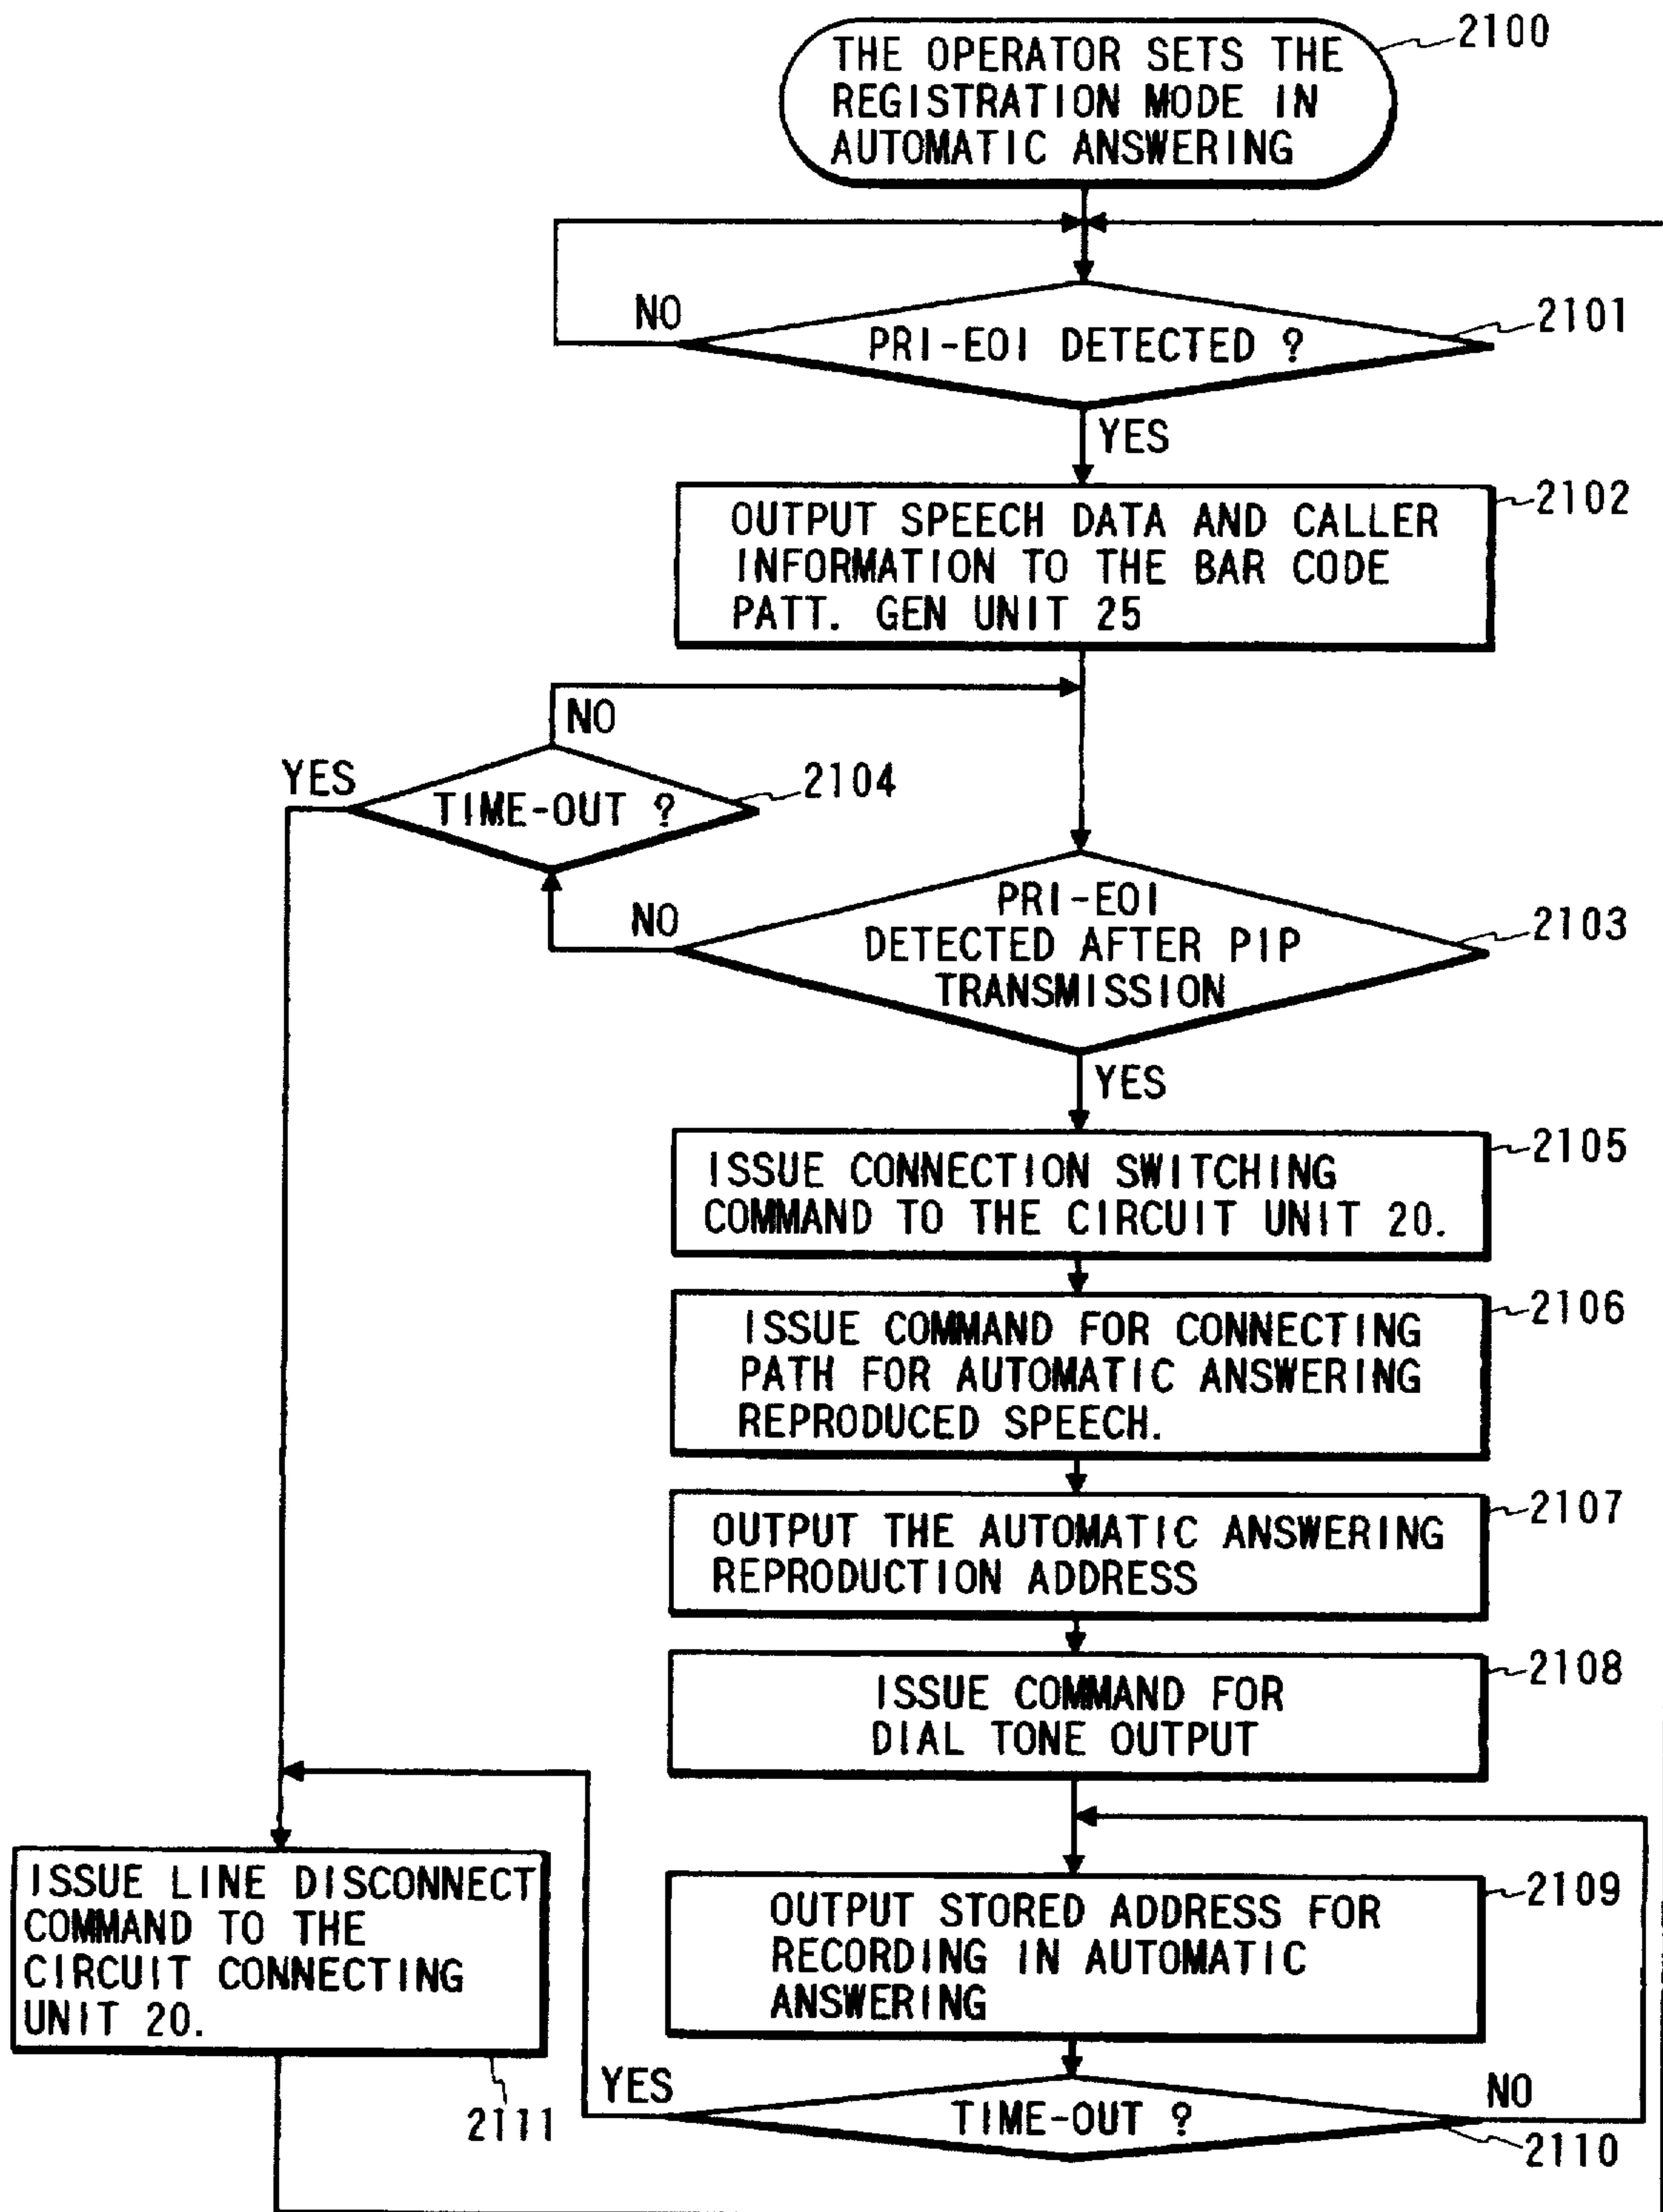 THE OPERATOR SETS THE
REGISTRATION MODE IN
AUTOMATIC ANSWERING
2100
NO
PRI-EOI DETECTED ?
2101
YES
OUTPUT SPEECH DATA AND CALLER
INFORMATION TO THE BAR CODE
PATT. GEN UNIT 25
2102
NO
YES
TIME-OUT ?
2104
NO
PRI-EOI
DETECTED AFTER PIP
TRANSMISSION
2103
YES
ISSUE CONNECTION SWITCHING
COMMAND TO THE CIRCUIT UNIT 20.
2105
ISSUE COMMAND FOR CONNECTING
PATH FOR AUTOMATIC ANSWERING
REPRODUCED SPEECH.
2106
OUTPUT THE AUTOMATIC ANSWERING
REPRODUCTION ADDRESS
2107
ISSUE COMMAND FOR
DIAL TONE OUTPUT
2108
ISSUE LINE DISCONNECT
COMMAND TO THE
CIRCUIT CONNECTING
UNIT 20.
2111
OUTPUT STORED ADDRESS FOR
RECORDING IN AUTOMATIC
ANSWERING
2109
YES
TIME-OUT ?
NO
2110